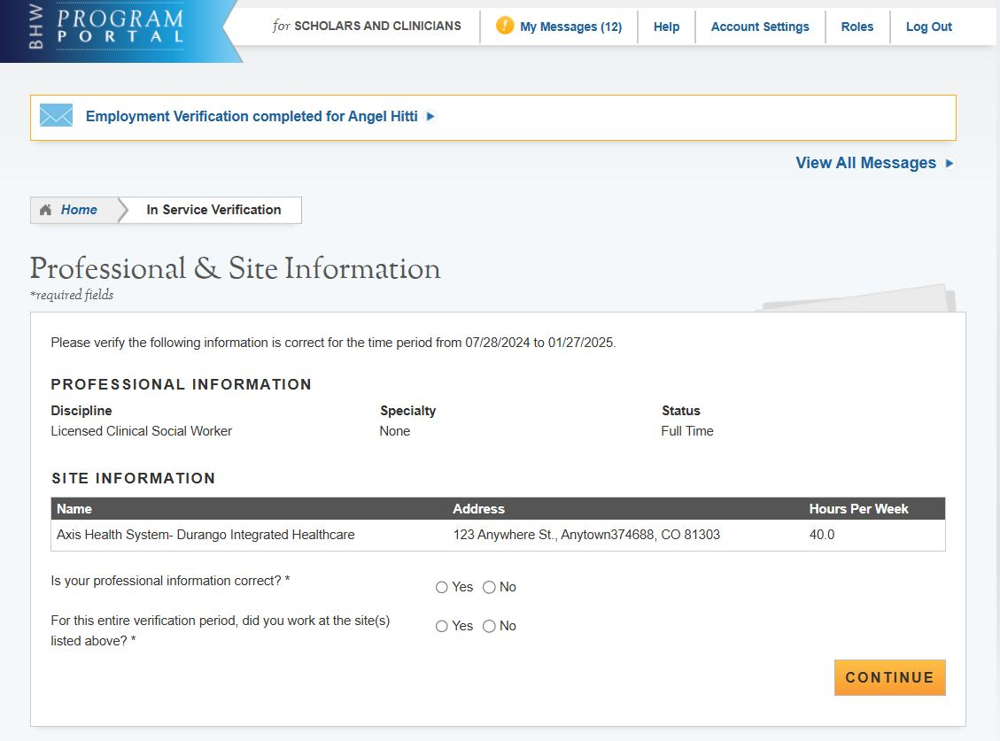 BHW
PROGRAM
PORTAL
for SCHOLARS AND CLINICIANS
! My Messages (12)
Help
Account Settings
Roles
Log Out
Employment Verification completed for Angel Hitti
View All Messages
Home
In Service Verification
Professional & Site Information
*required fields
Please verify the following information is correct for the time period from 07/28/2024 to 01/27/2025.
PROFESSIONAL INFORMATION
Discipline Specialty Status
Licensed Clinical Social Worker None Full Time
SITE INFORMATION
Name Address Hours Per Week
Axis Health System- Durango Integrated Healthcare 123 Anywhere St., Anytown374688, CO 81303 40.0
Is your professional information correct? * Yes No
For this entire verification period, did you work at the site(s) Yes No
listed above? *
CONTINUE